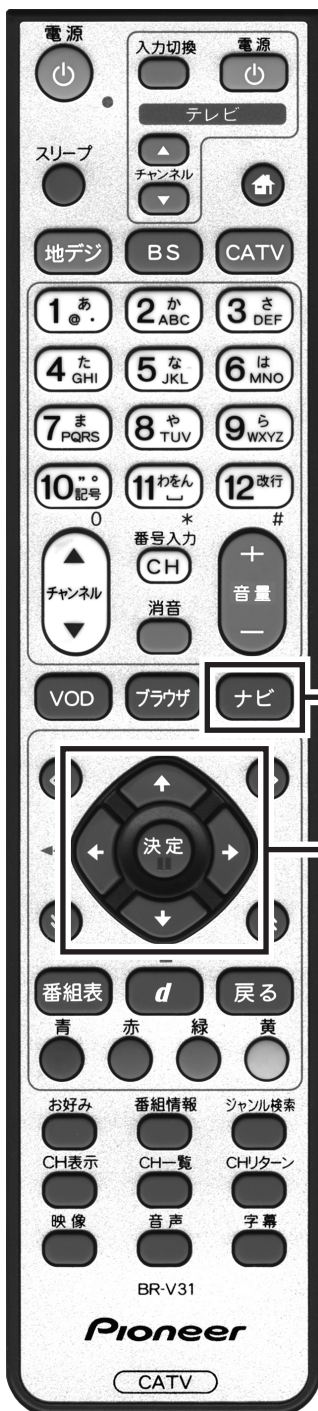 電源
入力切換 電源
テレビ
スリープ
チャンネル
地デジ BS CATV
1 あ @. 2 か ABC 3 さ DEF
4 た GHI 5 な JKL 6 は MNO
7 ま PQRS 8 や TUV 9 ら WXYZ
10 ゛゜ 記号 11 わをん 12 改行
0 * #
番号入力
CH
チャンネル
+ 音量 −
消音
VOD ブラウザ ナビ
決定
番組表 d 戻る
青 赤 緑 黄
お好み 番組情報 ジャンル検索
CH表示 CH一覧 CHリターン
映像 音声 字幕
BR-V31
Pioneer
CATV